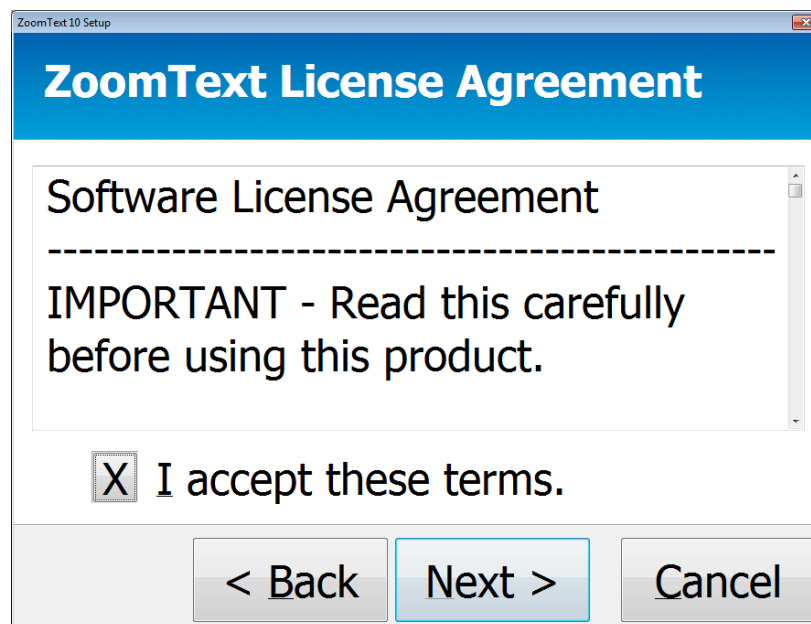 ZoomText 10 Setup
ZoomText License Agreement
Software License Agreement
-----------------------------------------------
IMPORTANT - Read this carefully
before using this product.
X I accept these terms.
< Back Next > Cancel